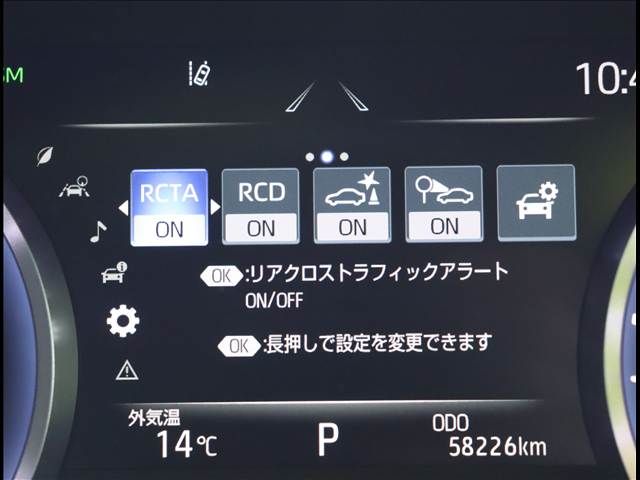 SM
10:4
RCTA
ON
RCD
ON
ON
ON
OK :リアクロストラフィックアラート
ON/OFF
OK :長押しで設定を変更できます
外気温
14℃
P
ODO
58226km